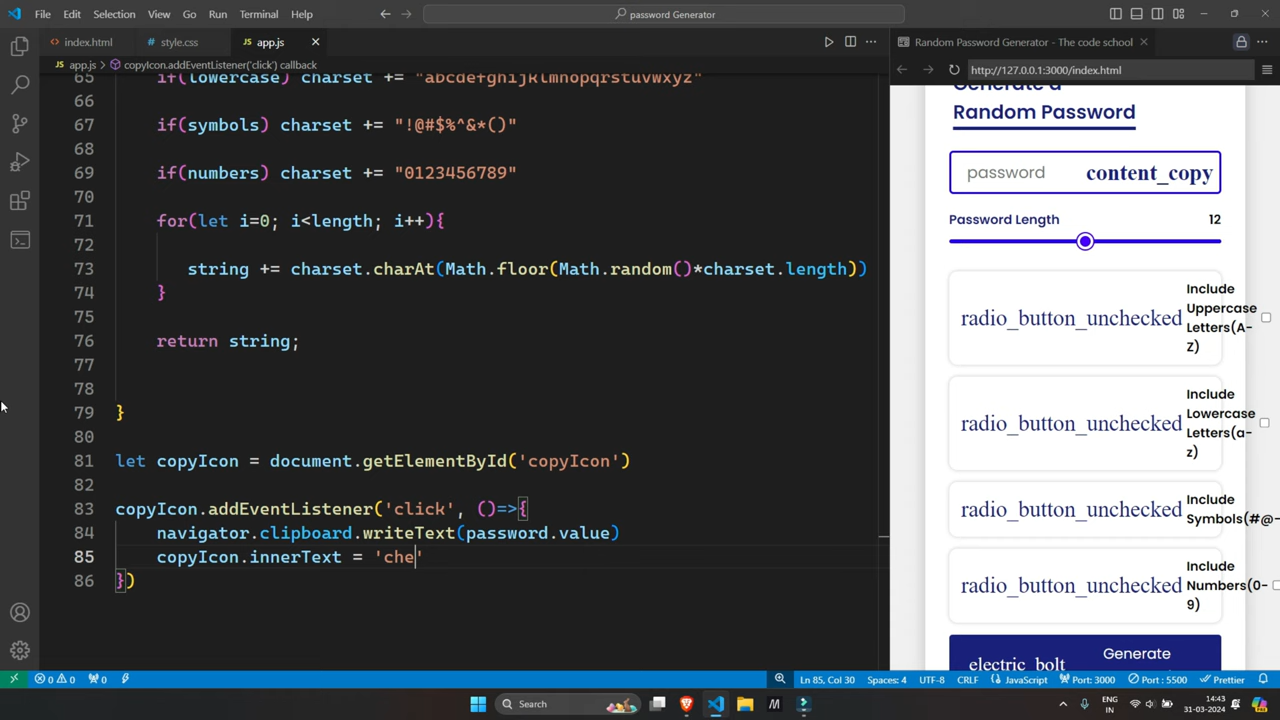 File Edit Selection View Go Run Terminal Help
password Generator
index.html
style.css
app.js
app.js > copyIcon.addEventListener('click') callback
65 if(lowercase) charset += "abcdefghijklmnopqrstuvwxyz"
66
67 if(symbols) charset += "!@#$%^&*()"
68
69 if(numbers) charset += "0123456789"
70
71 for(let i=0; i<length; i++){
72
73 string += charset.charAt(Math.floor(Math.random()*charset.length))
74 }
75
76 return string;
77
78
79 }
80
81 let copyIcon = document.getElementById('copyIcon')
82
83 copyIcon.addEventListener('click', ()=>{
84 navigator.clipboard.writeText(password.value)
85 copyIcon.innerText = 'che'
86 })
Random Password Generator - The code school
http://127.0.0.1:3000/index.html
Generate a
Random Password
password content_copy
Password Length 12
radio_button_unchecked
Include
Uppercase
Letters(A-
Z)
radio_button_unchecked
Include
Lowercase
Letters(a-
z)
radio_button_unchecked
Include
Symbols(#@-
radio_button_unchecked
Include
Numbers(0-
9)
electric_bolt
Generate
0 0 0 Ln 85, Col 30 Spaces: 4 UTF-8 CRLF JavaScript Port: 3000 Port : 5500 Prettier
Search
M
ENG
IN
14:43
31-03-2024